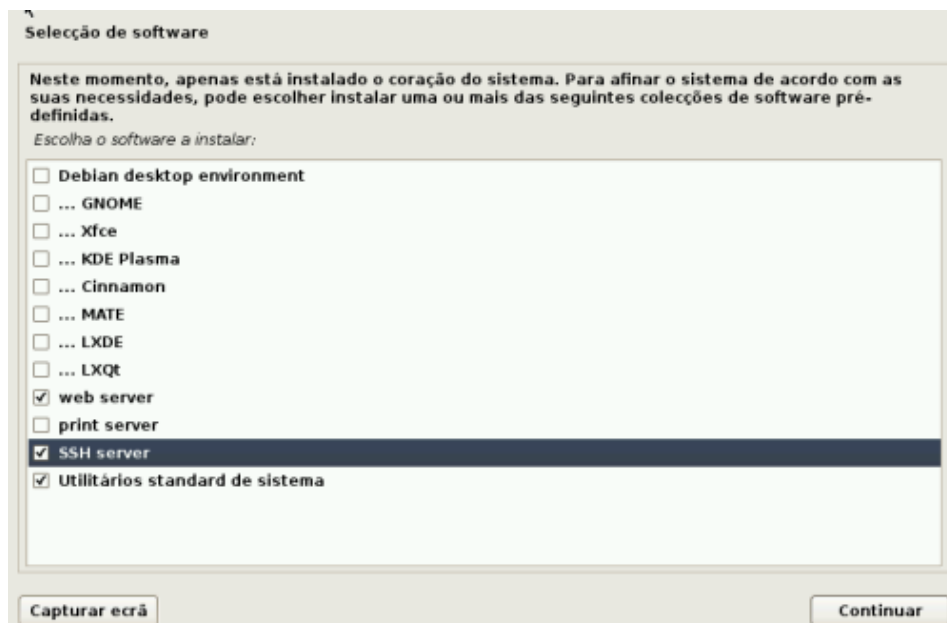 Selecção de software
Neste momento, apenas está instalado o coração do sistema. Para afinar o sistema de acordo com as
suas necessidades, pode escolher instalar uma ou mais das seguintes colecções de software pré-
definidas.
Escolha o software a instalar:
Debian desktop environment
... GNOME
... Xfce
... KDE Plasma
... Cinnamon
... MATE
... LXDE
... LXQt
web server
print server
SSH server
Utilitários standard de sistema
Capturar ecrã
Continuar